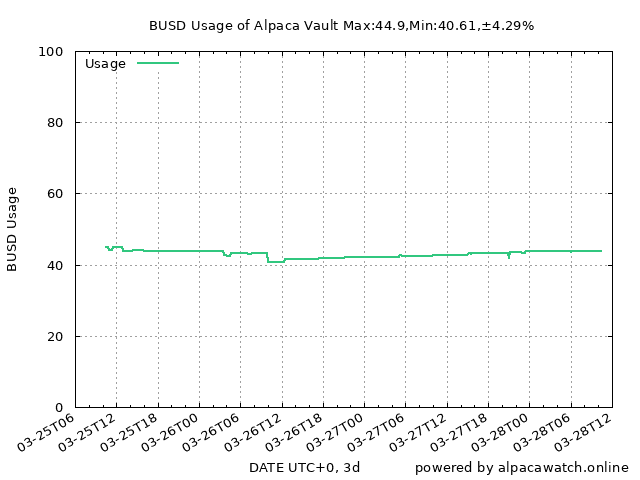 BUSD Usage of Alpaca Vault Max:44.9,Min:40.61,±4.29%
100
Usage
80
60
BUSD Usage
40
20
0
03-25T06
03-25T12
03-25T18
03-26T00
03-26T06
03-26T12
03-26T18
03-27T00
03-27T06
03-27T12
03-27T18
03-28T00
03-28T06
03-28T12
DATE UTC+0, 3d
powered by alpacawatch.online